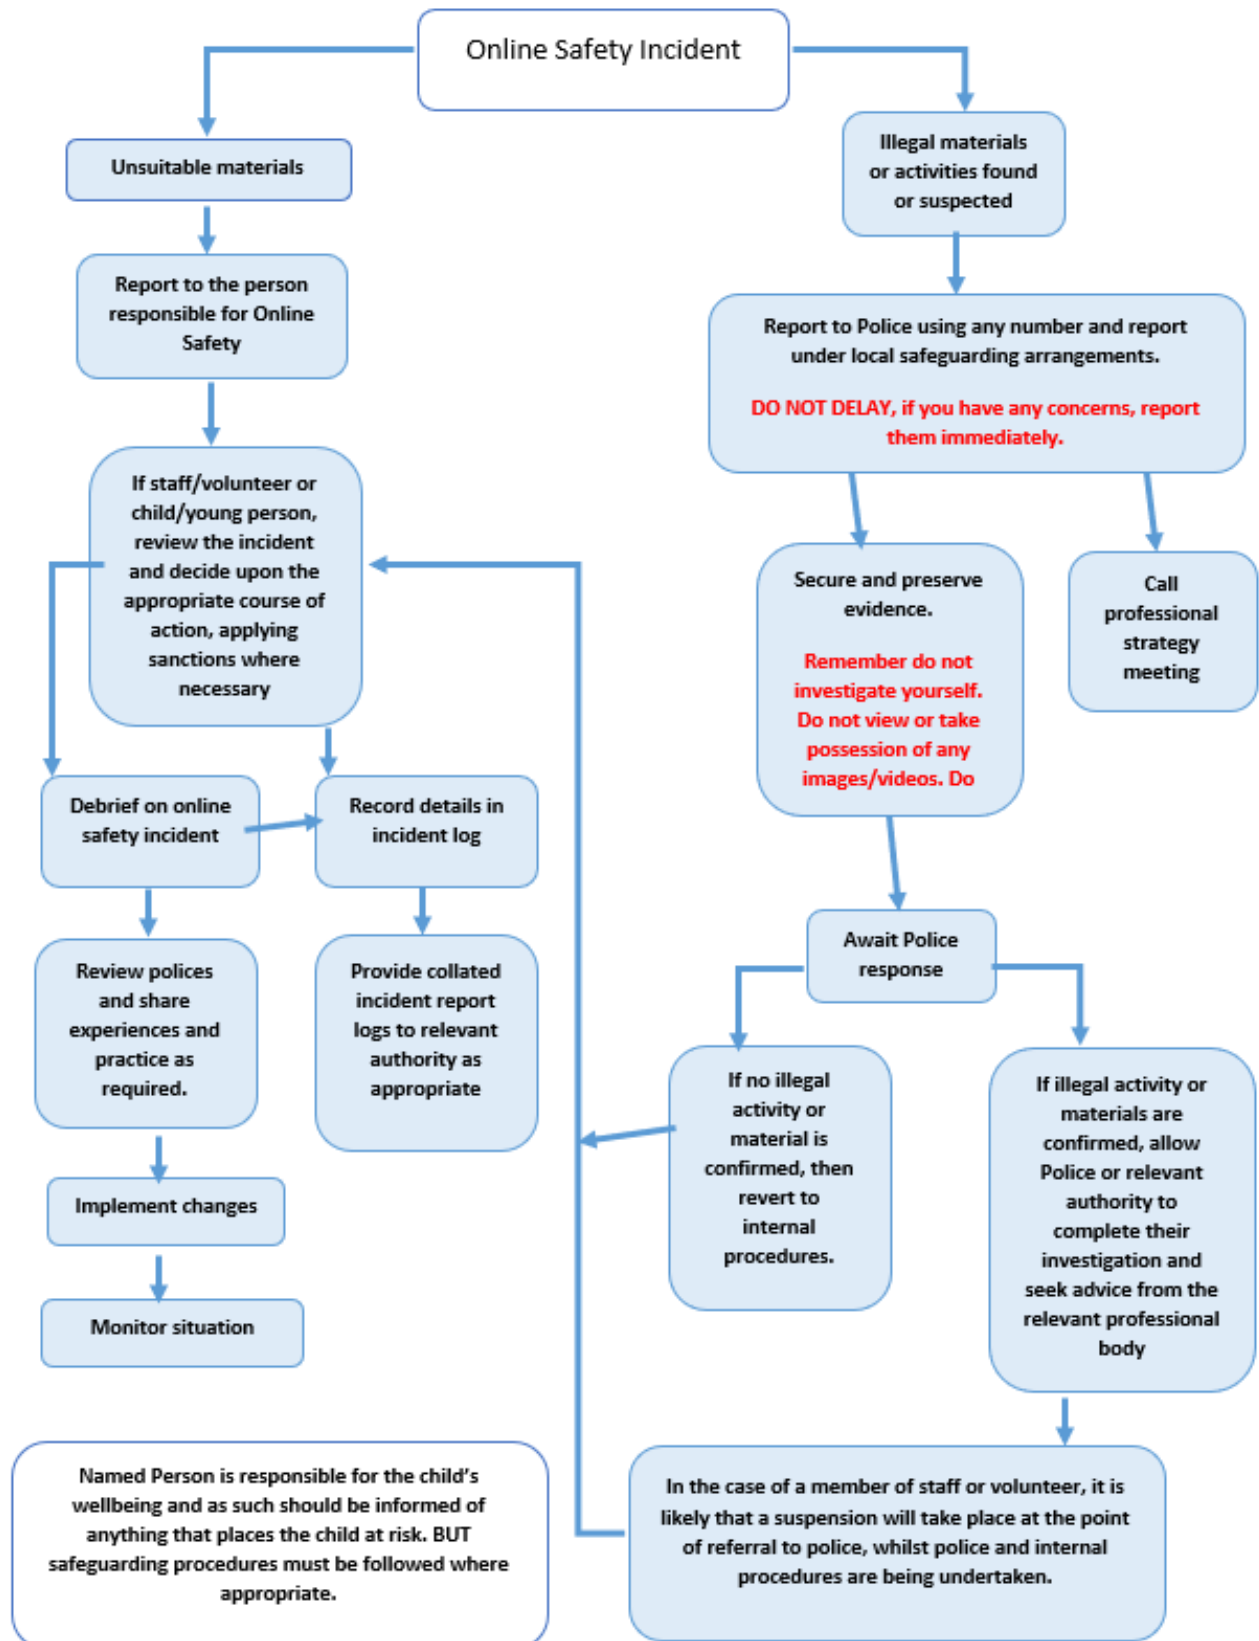 Online Safety Incident
Unsuitable materials
Illegal materials
or activities found
or suspected
Report to the person
responsible for Online
Safety
Report to Police using any number and report
under local safeguarding arrangements.
DO NOT DELAY, if you have any concerns, report
them immediately.
If staff/volunteer or
child/young person,
review the incident
and decide upon the
appropriate course of
action, applying
sanctions where
necessary
Secure and preserve
evidence.
Remember do not
investigate yourself.
Do not view or take
possession of any
images/videos. Do
Call
professional
strategy
meeting
Debrief on online
safety incident
Record details in
incident log
Await Police
response
Review polices
and share
experiences and
practice as
required.
Provide collated
incident report
logs to relevant
authority as
appropriate
If no illegal
activity or
material is
confirmed, then
revert to
internal
procedures.
If illegal activity or
materials are
confirmed, allow
Police or relevant
authority to
complete their
investigation and
seek advice from the
relevant professional
body
Implement changes
Monitor situation
Named Person is responsible for the child's
wellbeing and as such should be informed of
anything that places the child at risk. BUT
safeguarding procedures must be followed where
appropriate.
In the case of a member of staff or volunteer, it is
likely that a suspension will take place at the point
of referral to police, whilst police and internal
procedures are being undertaken.